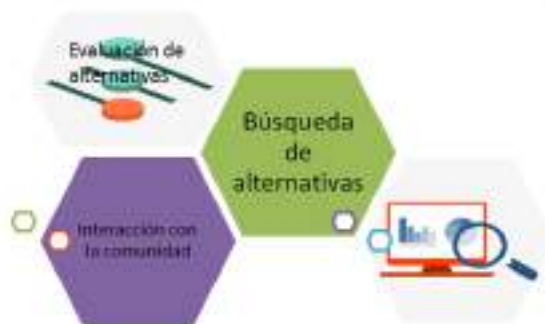 Evaluación de
alternativas
Búsqueda
de
alternativas
Interacción con
la comunidad